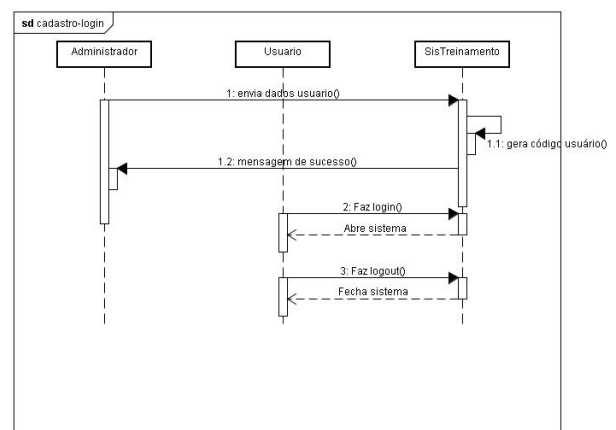 sd cadastro-login
Administrador
Usuario
SisTreinamento
1: envia dados usuario()
1.1: gera código usuário()
1.2: mensagem de sucesso()
2: Faz login()
Abre sistema
3: Faz logout()
Fecha sistema